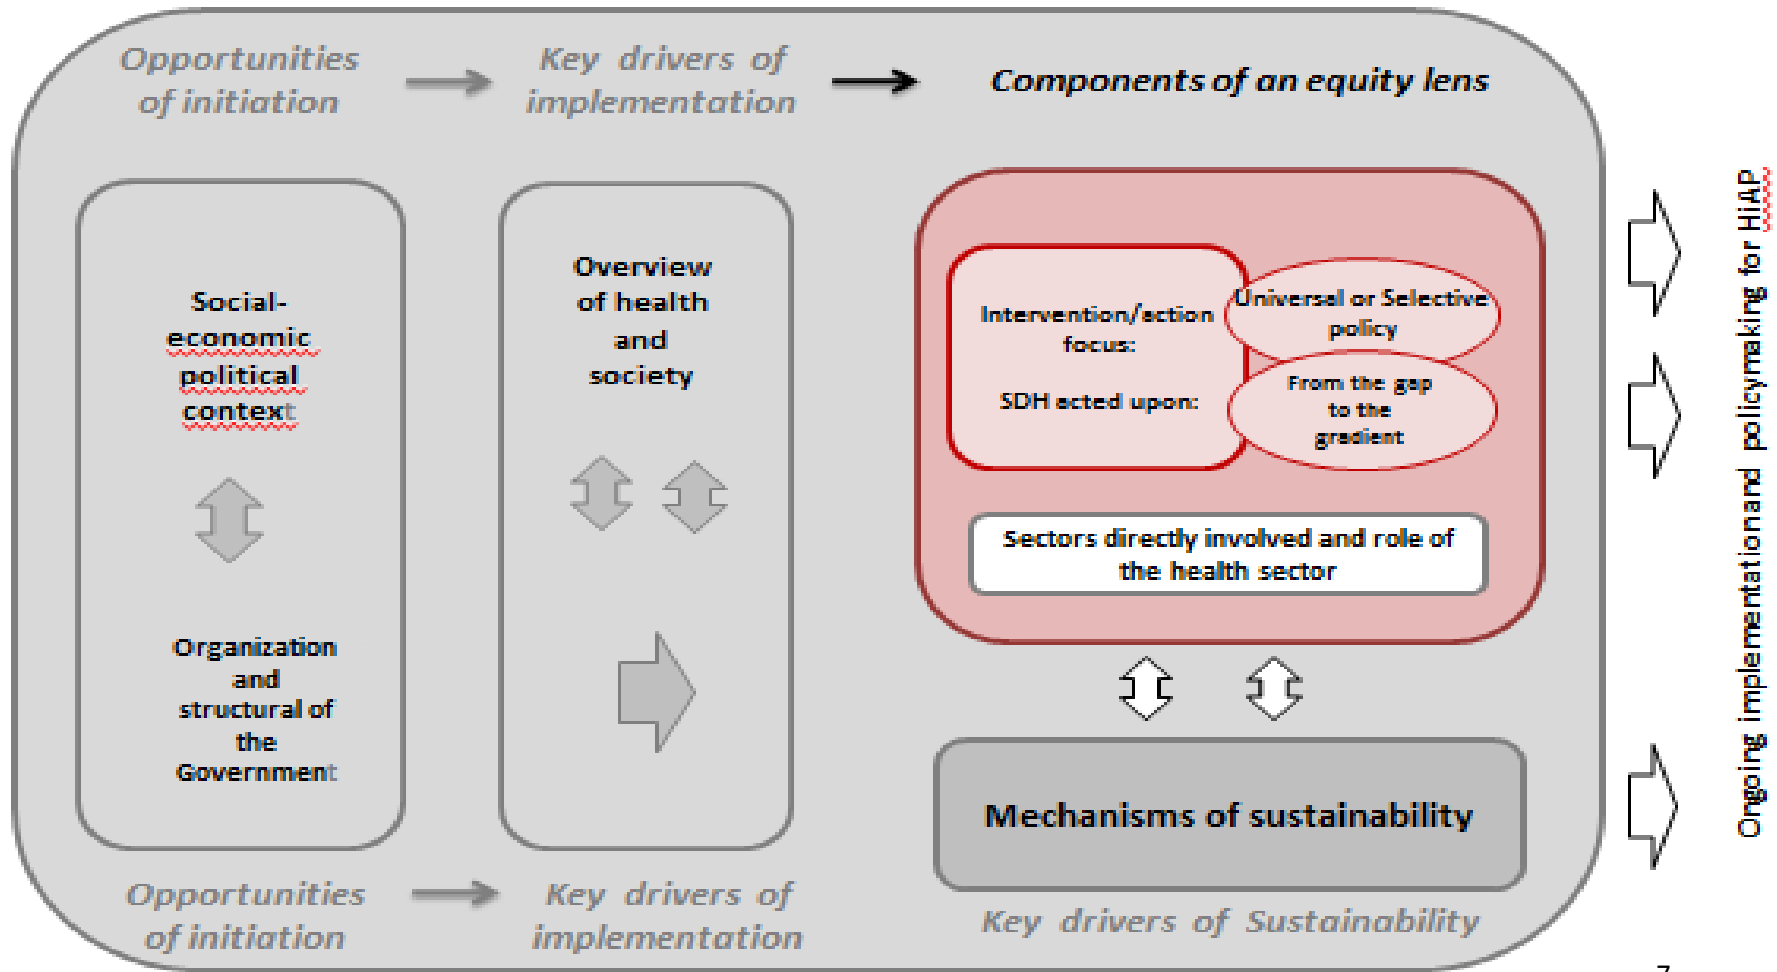 Opportunities
of initiation
Key drivers of
implementation
Components of an equity lens
Social-
economic
political
context
Organization
and
structural of
the
Government
Overview
of health
and
society
Intervention/action
focus:
SDH acted upon:
Universal or Selective
policy
From the gap
to the
gradient
Sectors directly involved and role of
the health sector
Mechanisms of sustainability
Opportunities
of initiation
Key drivers of
implementation
Key drivers of Sustainability
Ongoing implementation and policymaking for HiAP